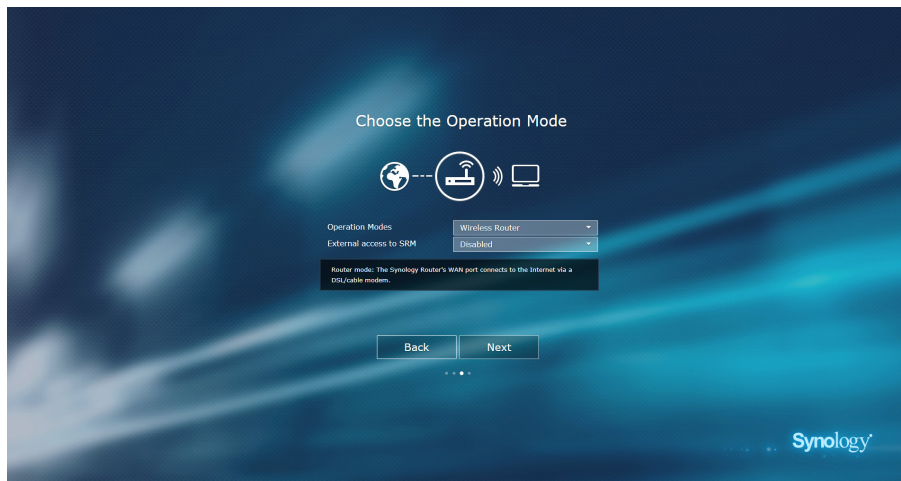 Choose the Operation Mode
Operation Modes Wireless Router
External access to SRM Disabled
Router mode: The Synology Router's WAN port connects to the Internet via a
DSL/cable modem.
Back Next
Synology